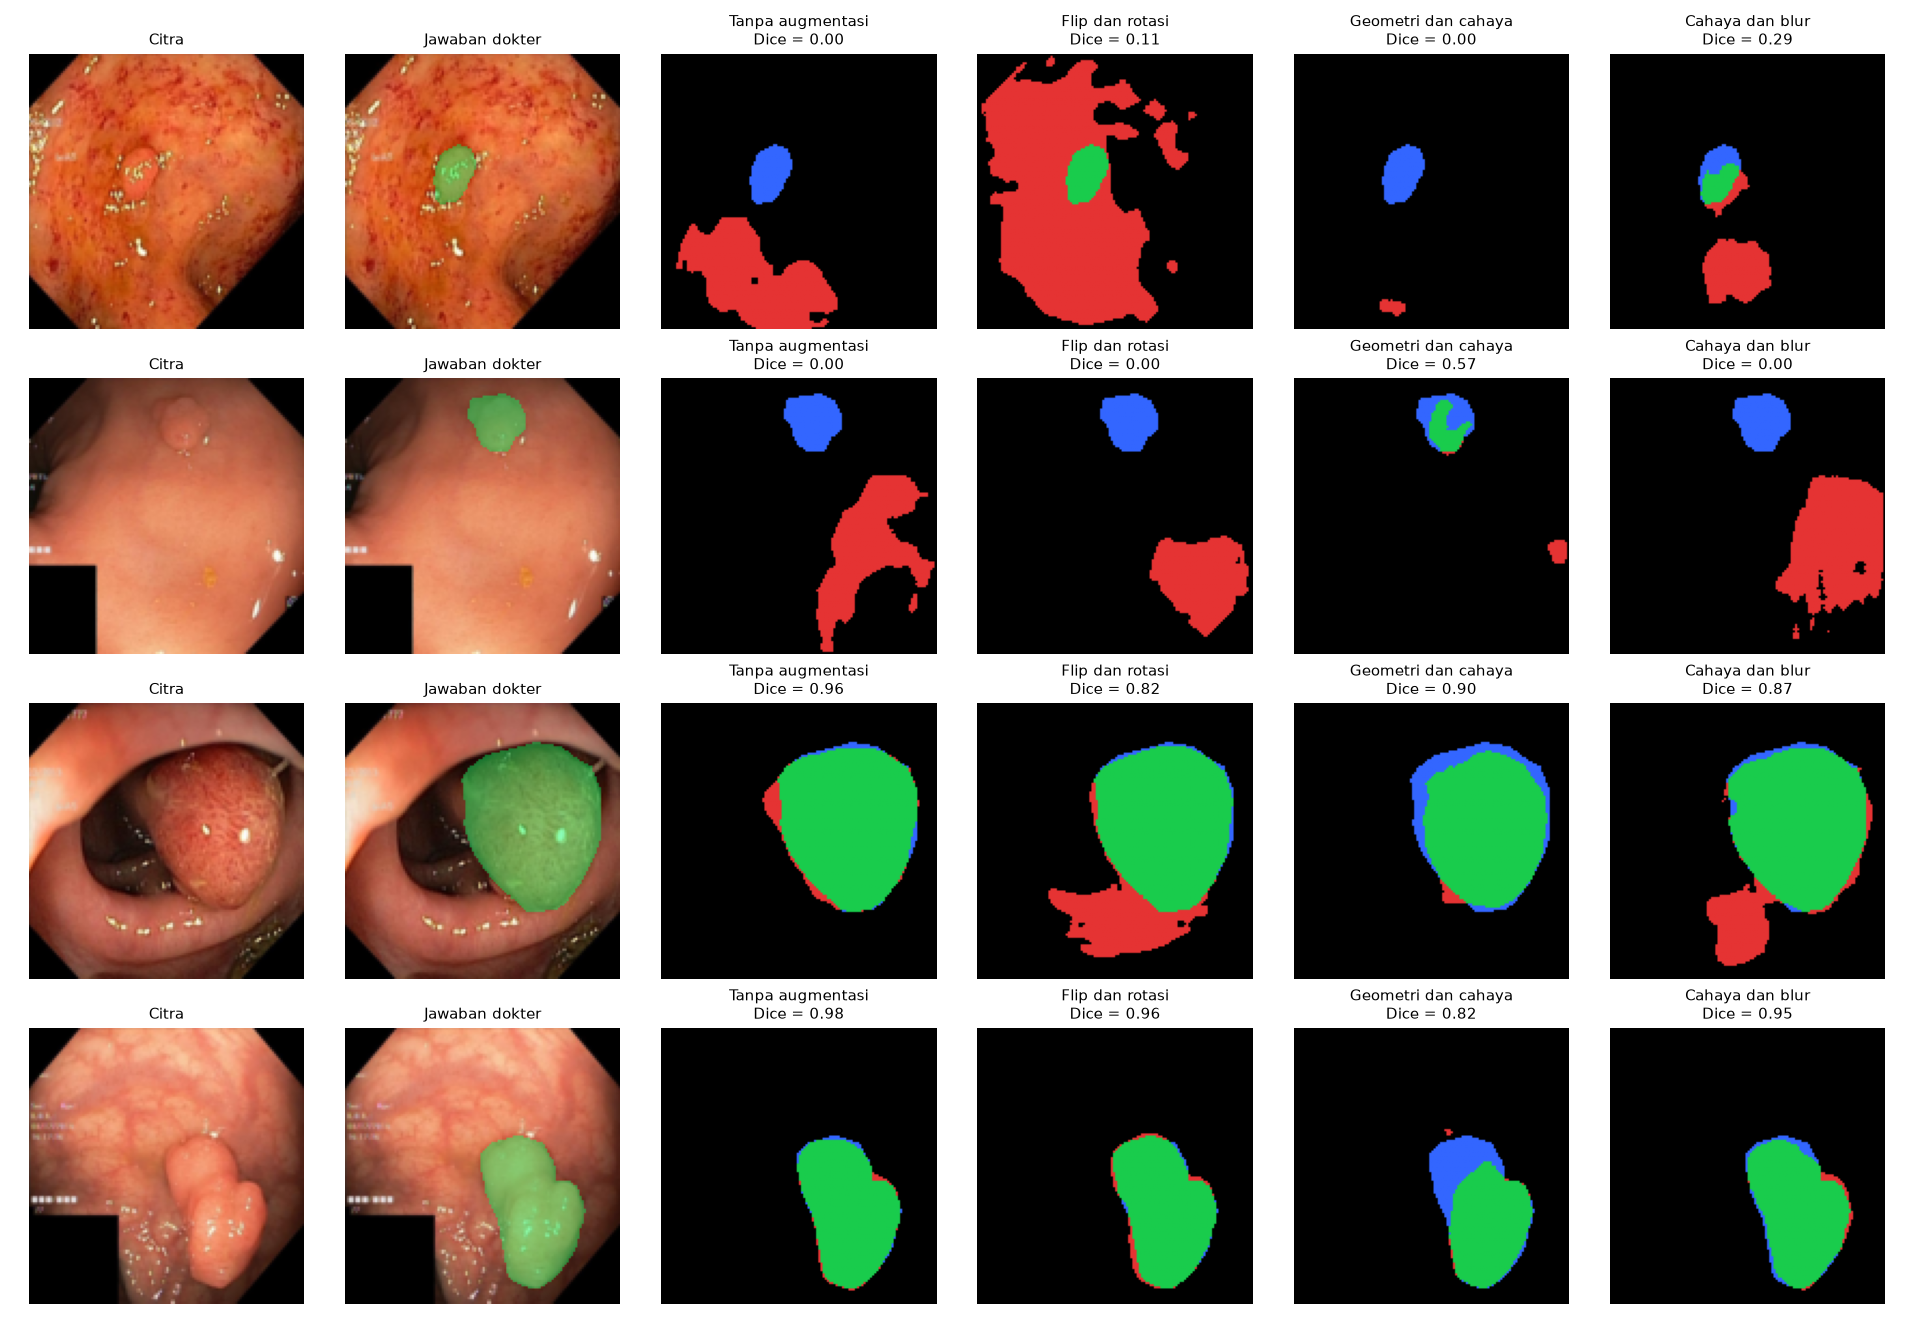 Citra
Jawaban dokter
Tanpa augmentasi
Dice = 0.00
Flip dan rotasi
Dice = 0.11
Geometri dan cahaya
Dice = 0.00
Cahaya dan blur
Dice = 0.29
Citra
Jawaban dokter
Tanpa augmentasi
Dice = 0.00
Flip dan rotasi
Dice = 0.00
Geometri dan cahaya
Dice = 0.57
Cahaya dan blur
Dice = 0.00
Citra
Jawaban dokter
Tanpa augmentasi
Dice = 0.96
Flip dan rotasi
Dice = 0.82
Geometri dan cahaya
Dice = 0.90
Cahaya dan blur
Dice = 0.87
Citra
Jawaban dokter
Tanpa augmentasi
Dice = 0.98
Flip dan rotasi
Dice = 0.96
Geometri dan cahaya
Dice = 0.82
Cahaya dan blur
Dice = 0.95